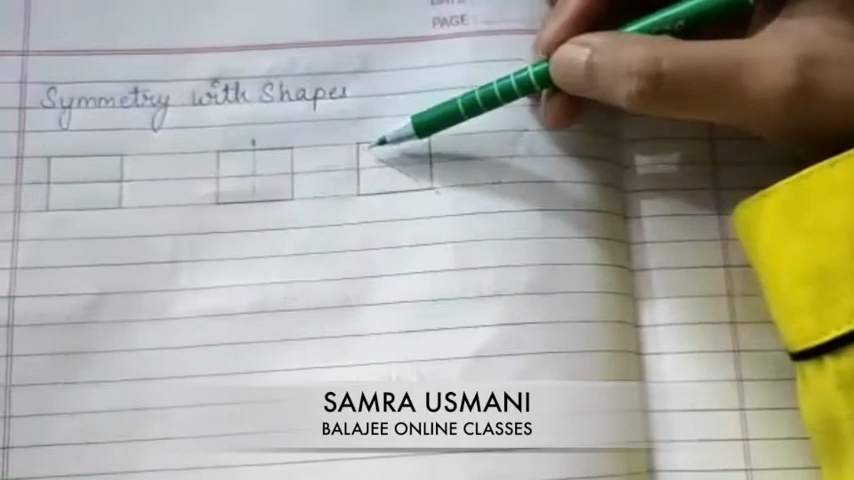 PAGE
Symmetry with Shapes
SAMRA USMANI
BALAJEE ONLINE CLASSES